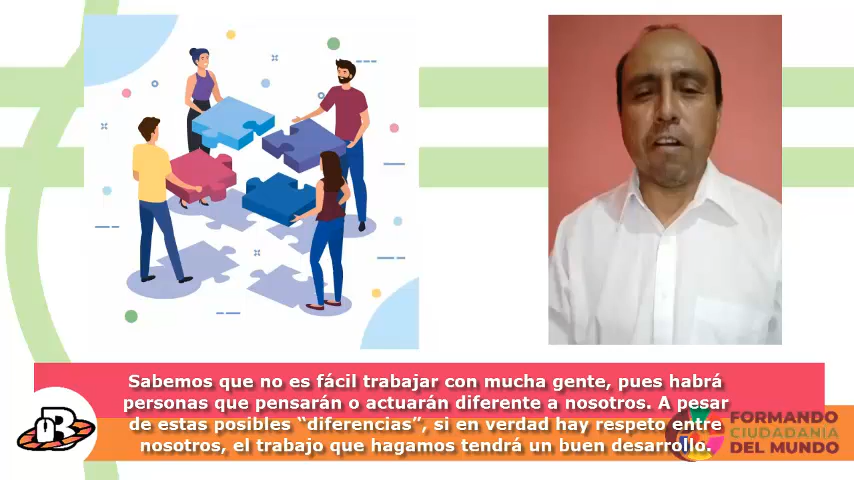 Sabemos que no es fácil trabajar con mucha gente, pues habrá
personas que pensarán o actuarán diferente a nosotros. A pesar
de estas posibles “diferencias”, si en verdad hay respeto entre
nosotros, el trabajo que hagamos tendrá un buen desarrollo.
FORMANDO
CIUDADANÍA
DEL MUNDO